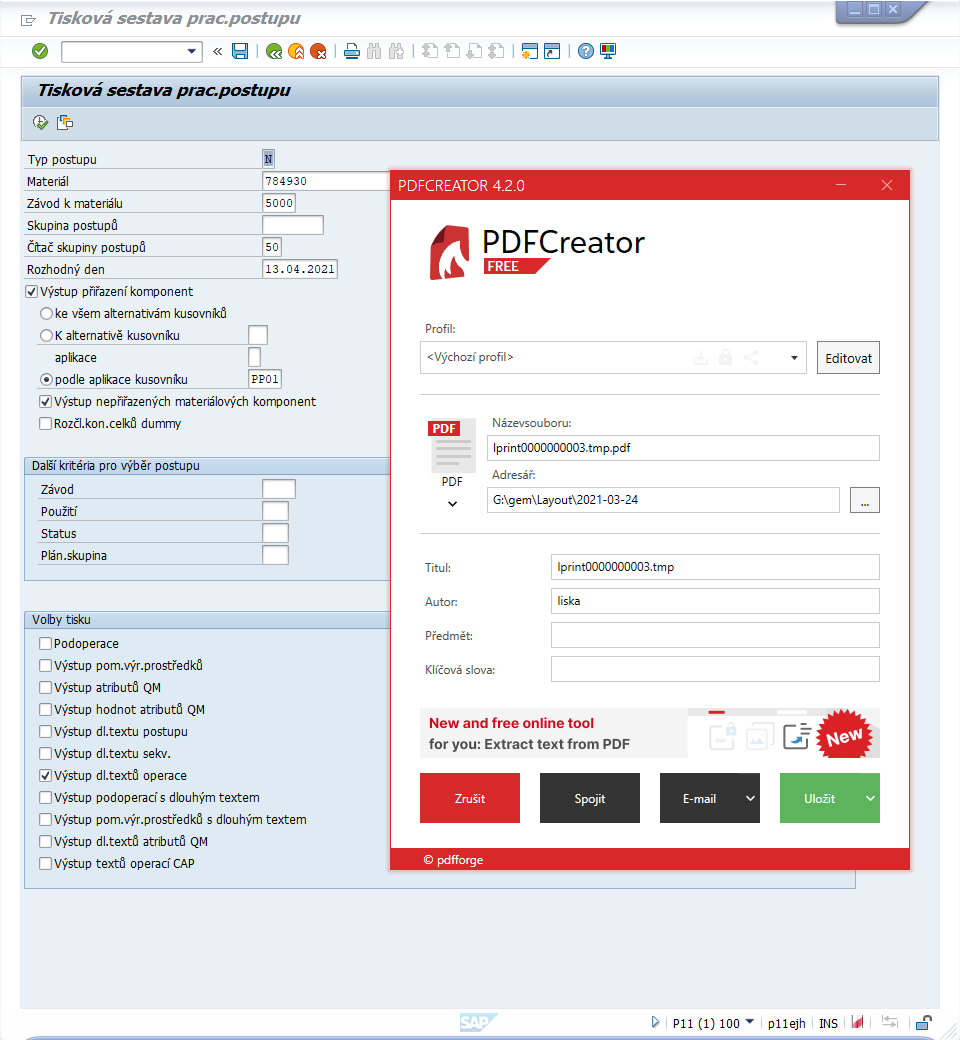 Tisková sestava prac.postupu
Tisková sestava prac.postupu
Typ postupu N
Materiál 784930
Závod k materiálu 5000
Skupina postupů
Čítač skupiny postupů 50
Rozhodný den 13.04.2021
Výstup přiřazení komponent
ke všem alternativám kusovníků
K alternativě kusovníku
aplikace
podle aplikace kusovníku PP01
Výstup nepřiřazených materiálových komponent
Rozčl.kon.celků dummy
Další kritéria pro výběr postupu
Závod
Použití
Status
Plán.skupina
Volby tisku
Podoperace
Výstup pom.výr.prostředků
Výstup atributů QM
Výstup hodnot atributů QM
Výstup dl.textu postupu
Výstup dl.textu sekv.
Výstup dl.textů operace
Výstup podoperací s dlouhým textem
Výstup pom.výr.prostředků s dlouhým textem
Výstup dl.textů atributů QM
Výstup textů operací CAP
PDFCREATOR 4.2.0
PDFCreator
FREE
Profil:
<Výchozí profil>
Editovat
PDF
PDF
Názevsouboru:
lprint0000000003.tmp.pdf
Adresář:
G:\gem\Layout\2021-03-24
...
Titul: lprint0000000003.tmp
Autor: liska
Předmět:
Klíčová slova:
New and free online tool
for you: Extract text from PDF
New
Zrušit Spojit E-mail Uložit
© pdfforge
SAP
P11 (1) 100 p11ejh INS